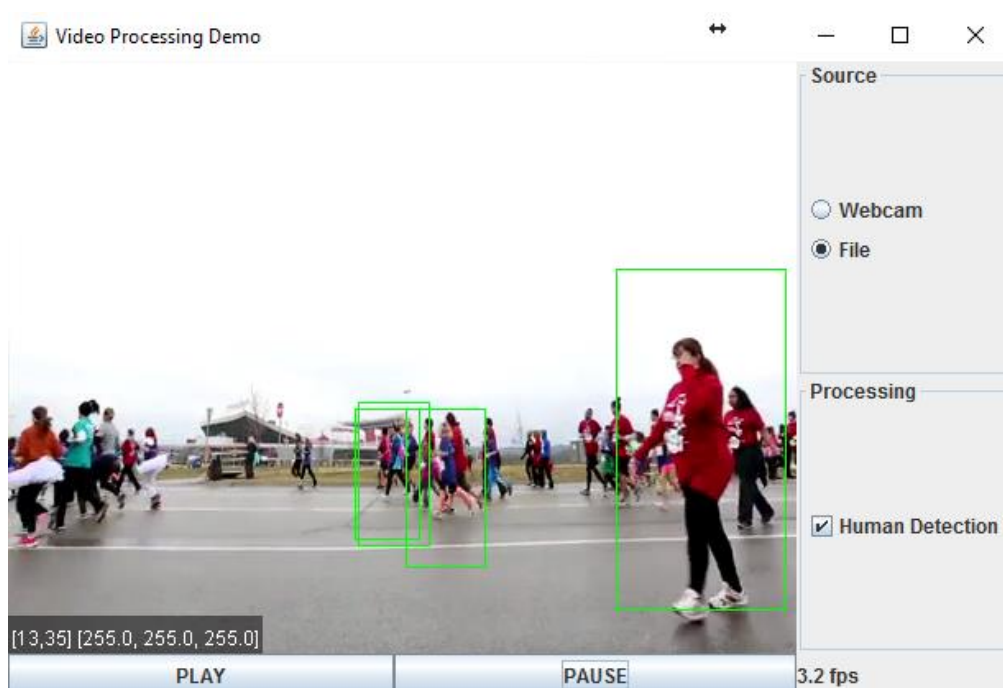 Video Processing Demo
Source
Webcam
File
Processing
Human Detection
[13,35] [255.0, 255.0, 255.0]
PLAY
PAUSE
3.2 fps